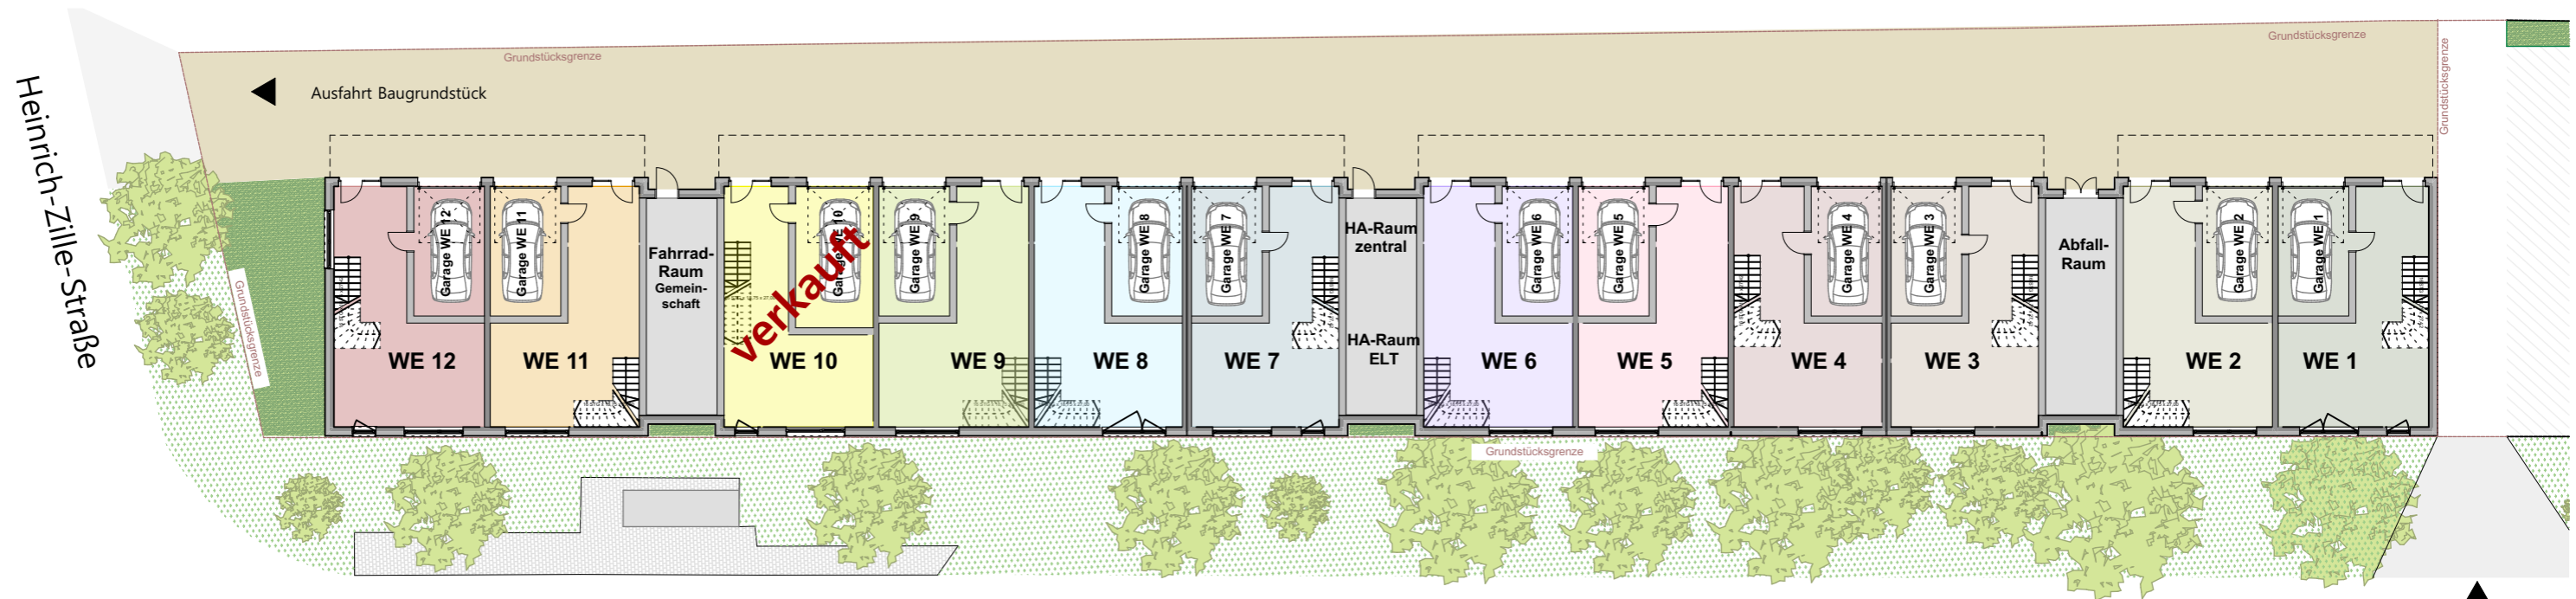 Grundstücksgrenze
Grundstücksgrenze
Grundstücksgrenze
Heinrich-Zille-Straße
Ausfahrt Baugrundstück
Garage WE 12
Garage WE 11
Fahrrad-
Raum
Gemein-
schaft
Garage WE 10
verkauft
Garage WE 9
Garage WE 8
Garage WE 7
HA-Raum
zentral
HA-Raum
ELT
Garage WE 6
Garage WE 5
Garage WE 4
Garage WE 3
Abfall-
Raum
Garage WE 2
Garage WE 1
Grundstücksgrenze
WE 12
WE 11
WE 10
WE 9
WE 8
WE 7
WE 6
WE 5
WE 4
WE 3
WE 2
WE 1
Grundstücksgrenze